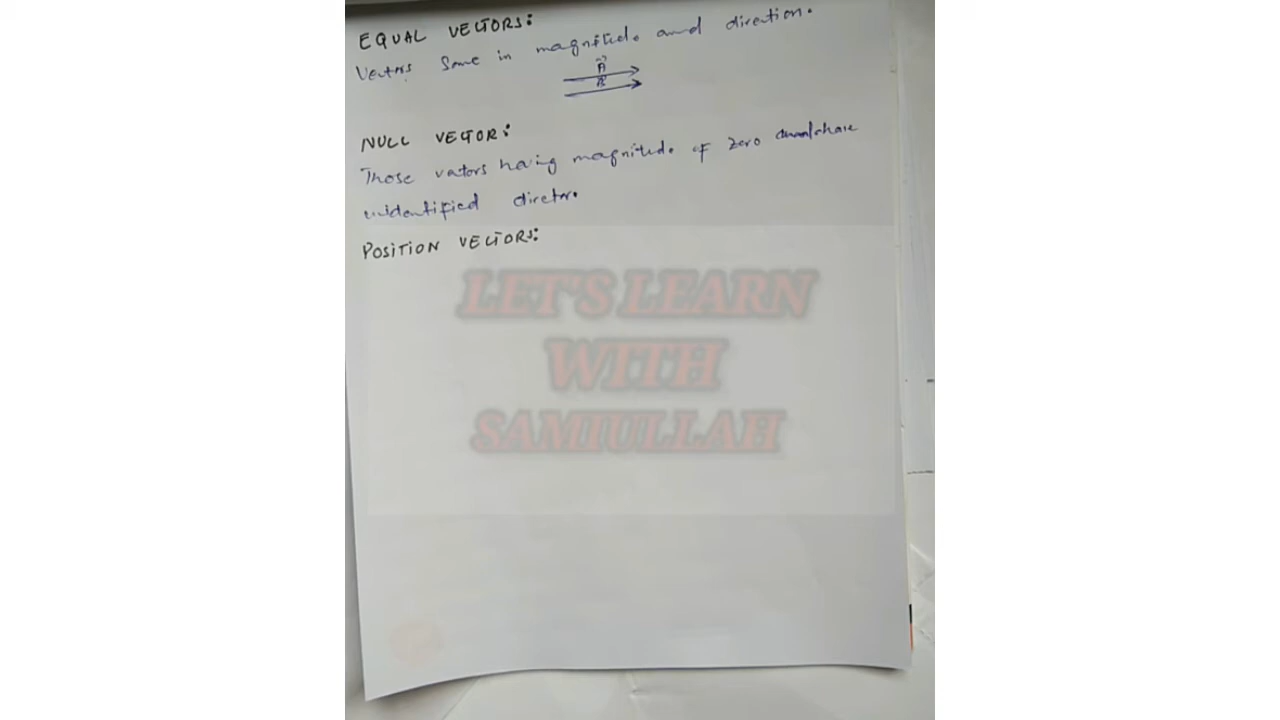 EQUAL VECTORS:
Vectors Same in magnitude and direction.
A
B
NULL VECTOR:
Those vectors having magnitude of zero
unidentified
POSITION VECTORS:
LET'S LEARN
WITH
SAMIULLAH